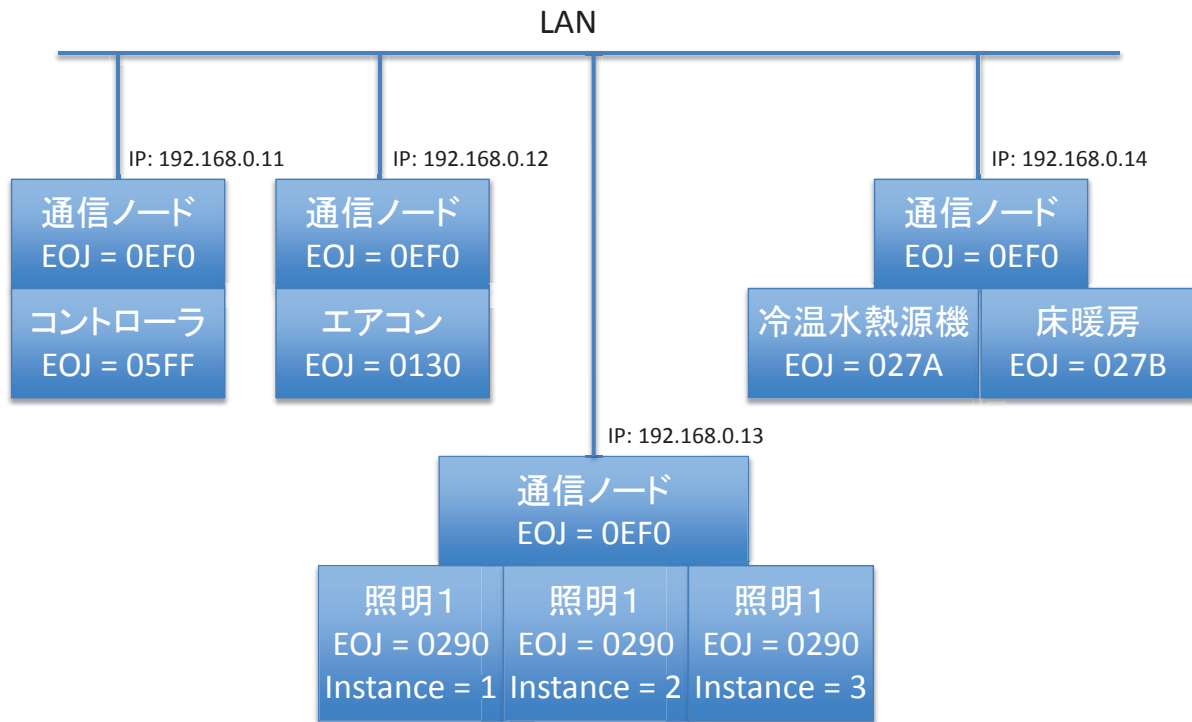 LAN
IP: 192.168.0.11
通信ノード
EOJ = 0EF0
コントローラ
EOJ = 05FF
IP: 192.168.0.12
通信ノード
EOJ = 0EF0
エアコン
EOJ = 0130
IP: 192.168.0.14
通信ノード
EOJ = 0EF0
冷温水熱源機
EOJ = 027A
床暖房
EOJ = 027B
IP: 192.168.0.13
通信ノード
EOJ = 0EF0
照明１
EOJ = 0290
Instance = 1
照明１
EOJ = 0290
Instance = 2
照明１
EOJ = 0290
Instance = 3